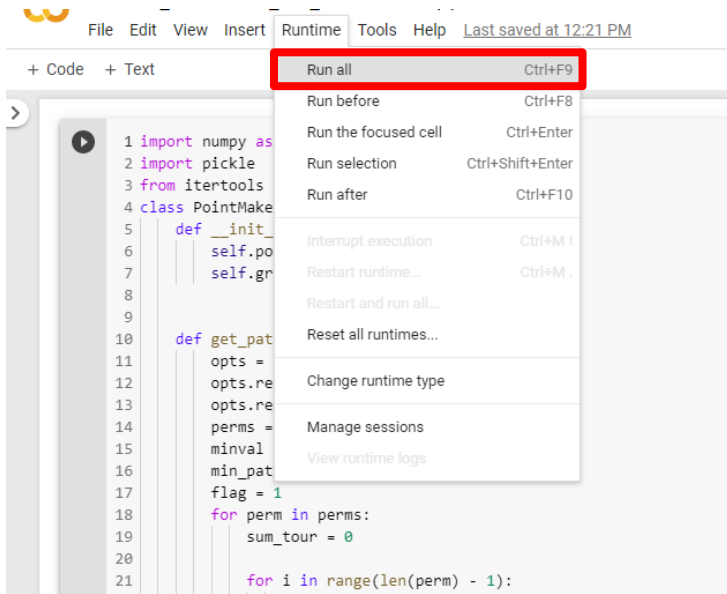 File Edit View Insert Runtime Tools Help Last saved at 12:21 PM
+ Code + Text
Run all Ctrl+F9
Run before Ctrl+F8
Run the focused cell Ctrl+Enter
Run selection Ctrl+Shift+Enter
Run after Ctrl+F10
Interrupt execution Ctrl+M I
Restart runtime... Ctrl+M .
Restart and run all...
Reset all runtimes...
Change runtime type
Manage sessions
View runtime logs
1 import numpy as
2 import pickle
3 from itertools
4 class PointMake
5 def __init_
6 self.po
7 self.gr
8
9
10 def get_pat
11 opts =
12 opts.re
13 opts.re
14 perms =
15 minval
16 min_pat
17 flag = 1
18 for perm in perms:
19 sum_tour = 0
20
21 for i in range(len(perm) - 1):